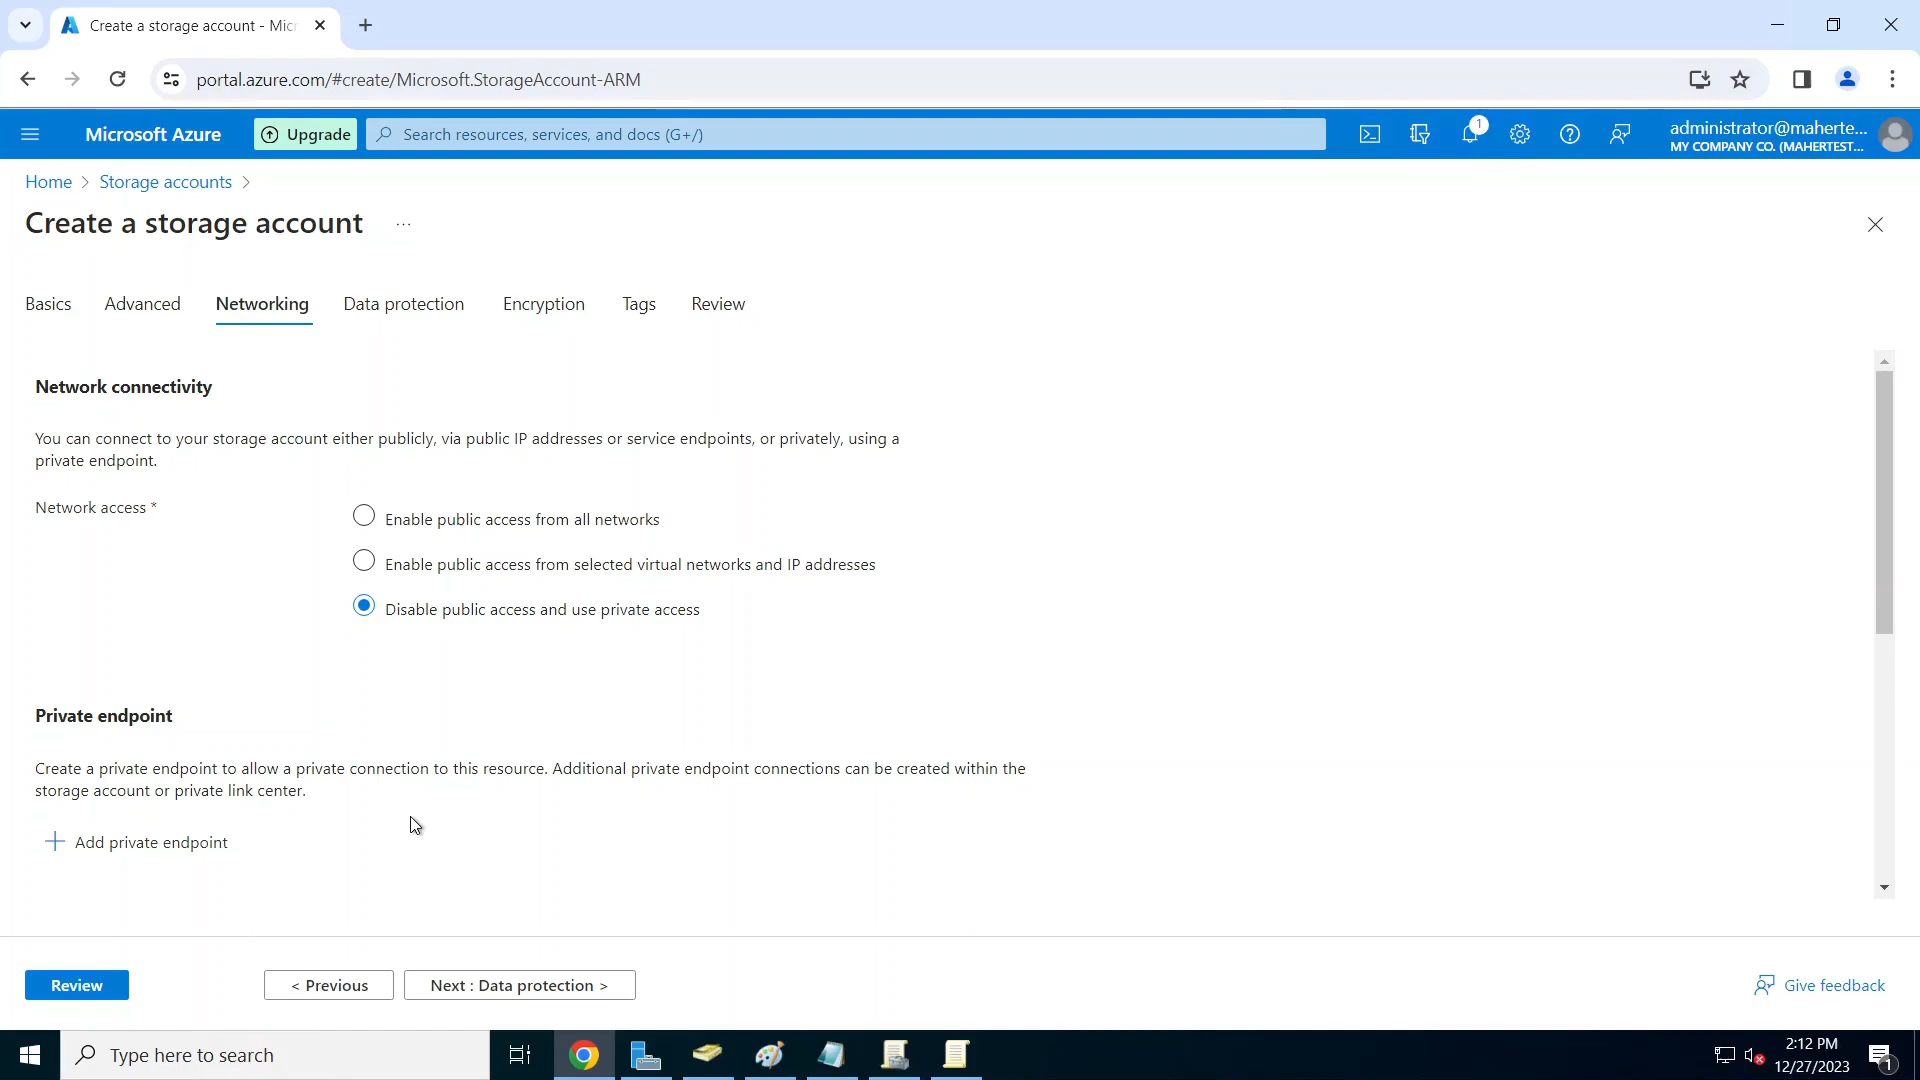 Create a storage account - Micr
portal.azure.com/#create/Microsoft.StorageAccount-ARM
Microsoft Azure
Upgrade
Search resources, services, and docs (G+/)
1
administrator@maherte...
MY COMPANY CO. (MAHERTEST...
Home > Storage accounts >
Create a storage account ...
Basics Advanced Networking Data protection Encryption Tags Review
Network connectivity
You can connect to your storage account either publicly, via public IP addresses or service endpoints, or privately, using a
private endpoint.
Network access *
Enable public access from all networks
Enable public access from selected virtual networks and IP addresses
Disable public access and use private access
Private endpoint
Create a private endpoint to allow a private connection to this resource. Additional private endpoint connections can be created within the
storage account or private link center.
+ Add private endpoint
Review
< Previous
Next : Data protection >
Give feedback
Type here to search
2:12 PM
12/27/2023
1